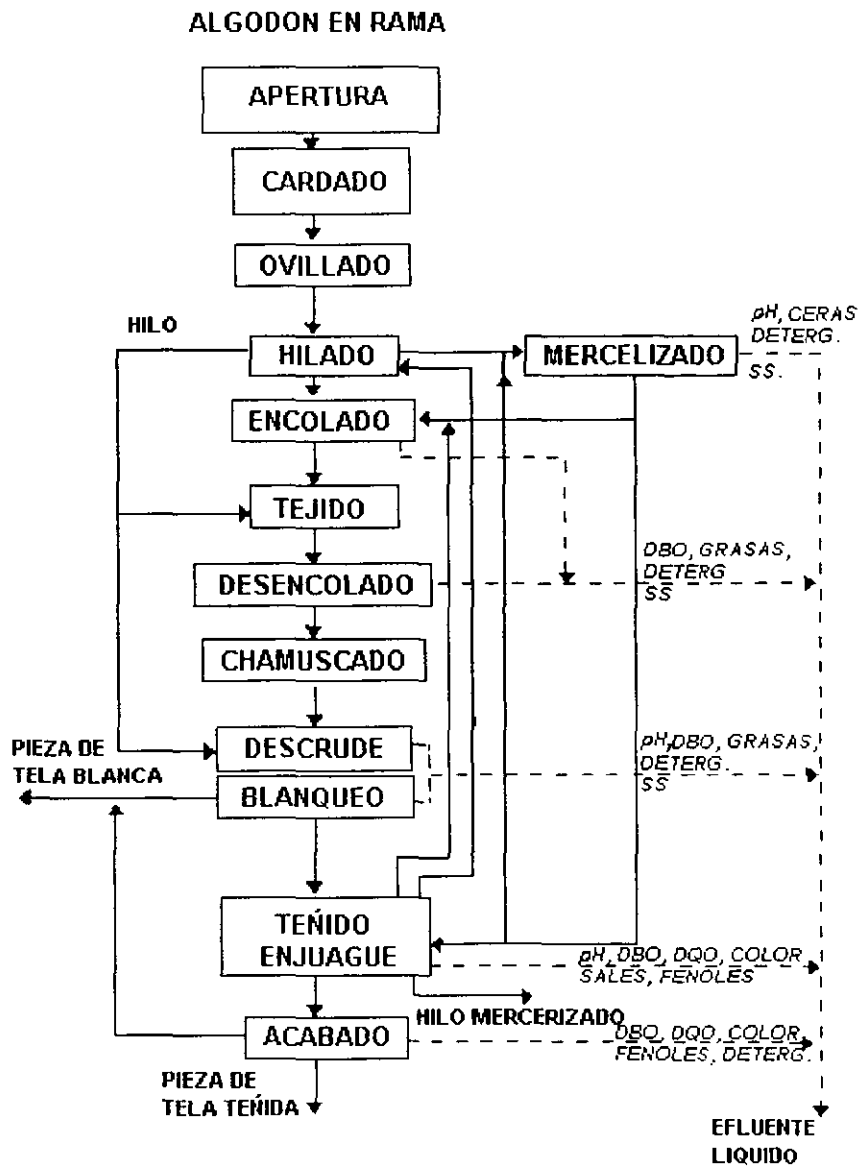 ALGODON EN RAMA
APERTURA
CARDADO
OVILLADO
HILO
HILADO
MERCELIZADO
pH, CERAS
DETERG.
SS.
ENCOLADO
TEJIDO
DESENCOLADO
DBO, GRASAS,
DETERG
SS
CHAMUSCADO
DESCRUDE
pH,DBO, GRASAS,
DETERG.
SS
PIEZA DE
TELA BLANCA
BLANQUEO
TEŃIDO
ENJUAGUE
pH, DBO, DQO, COLOR
SALES, FENOLES
HILO MERCERIZADO
ACABADO
DBO, DQO, COLOR,
FENOLES, DETERG.
PIEZA DE
TELA TEŃIDA
EFLUENTE
LIQUIDO